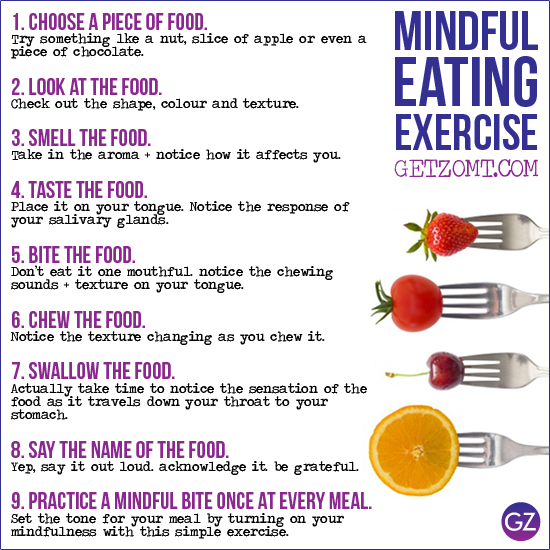 1. CHOOSE A PIECE OF FOOD.
Try something lke a nut, slice of apple or even a
piece of chocolate.
2. LOOK AT THE FOOD.
Check out the shape, colour and texture.
3. SMELL THE FOOD.
Take in the aroma + notice how it affects you.
4. TASTE THE FOOD.
Place it on your tongue. Notice the response of
your salivary glands.
5. BITE THE FOOD.
Don't eat it one mouthful. notice the chewing
sounds + texture on your tongue.
6. CHEW THE FOOD.
Notice the texture changing as you chew it.
7. SWALLOW THE FOOD.
Actually take time to notice the sensation of the
food as it travels down your throat to your
stomach.
8. SAY THE NAME OF THE FOOD.
Yep, say it out loud. acknowledge it. be grateful.
9. PRACTICE A MINDFUL BITE ONCE AT EVERY MEAL.
Set the tone for your meal by turning on your
mindfulness with this simple exercise.
MINDFUL
EATING
EXERCISE
GETZOMT.COM
GZ